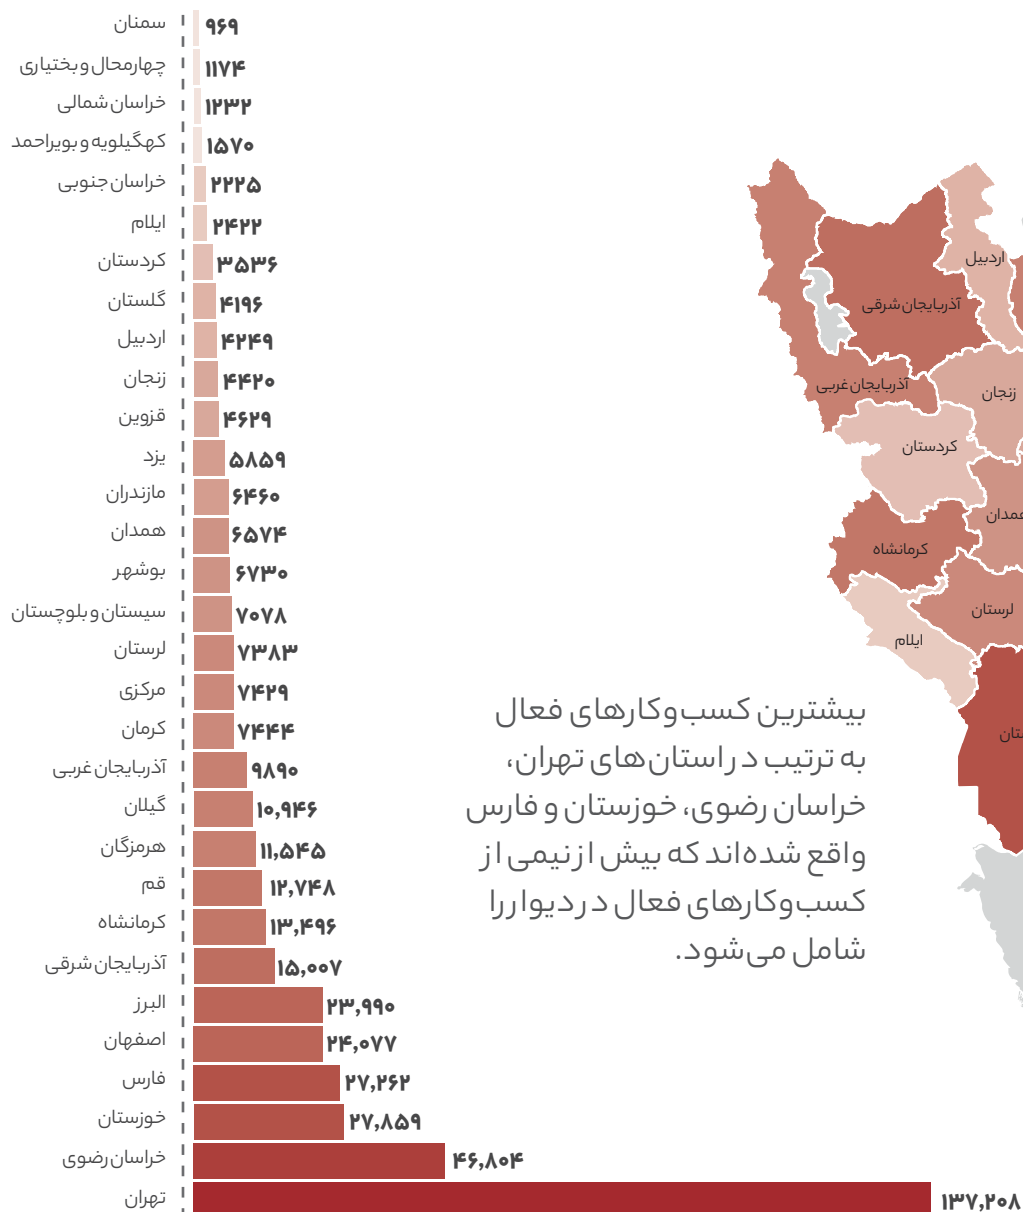 سمنان ۹۶۹
چهارمحال و بختیاری ۱۱۷۴
خراسان شمالی ۱۲۳۲
کهگیلویه و بویراحمد ۱۵۷۰
خراسان جنوبی ۲۲۲۵
ایلام ۲۴۲۲
کردستان ۳۵۳۶
گلستان ۴۱۹۶
اردبیل ۴۲۴۹
زنجان ۴۴۲۰
قزوین ۴۶۲۹
یزد ۵۸۵۹
مازندران ۶۴۶۰
همدان ۶۵۷۴
بوشهر ۶۷۳۰
سیستان و بلوچستان ۷۰۷۸
لرستان ۷۳۸۳
مرکزی ۷۴۲۹
کرمان ۷۴۴۴
آذربایجان غربی ۹۸۹۰
گیلان ۱۰,۹۴۶
هرمزگان ۱۱,۵۴۵
قم ۱۲,۷۴۸
کرمانشاه ۱۳,۴۹۶
آذربایجان شرقی ۱۵,۰۰۷
البرز ۲۳,۹۹۰
اصفهان ۲۴,۰۷۷
فارس ۲۷,۲۶۲
خوزستان ۲۷,۸۵۹
خراسان رضوی ۴۶,۸۰۴
تهران ۱۳۷,۲۰۸
اردبیل
آذربایجان شرقی
آذربایجان غربی
زنجان
کردستان
همدان
کرمانشاه
لرستان
ایلام
بیشترین کسب‌وکارهای فعال
به ترتیب در استان‌های تهران،
خراسان رضوی، خوزستان و فارس
واقع شده‌اند که بیش از نیمی از
کسب‌وکارهای فعال در دیوار را
شامل می‌شود.